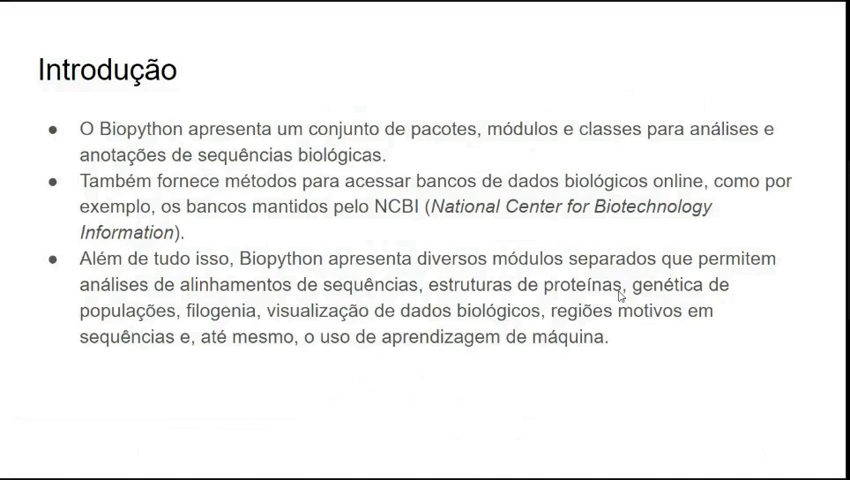 Introdução
● O Biopython apresenta um conjunto de pacotes, módulos e classes para análises e
anotações de sequências biológicas.
● Também fornece métodos para acessar bancos de dados biológicos online, como por
exemplo, os bancos mantidos pelo NCBI (National Center for Biotechnology
Information).
● Além de tudo isso, Biopython apresenta diversos módulos separados que permitem
análises de alinhamentos de sequências, estruturas de proteínas, genética de
populações, filogenia, visualização de dados biológicos, regiões motivos em
sequências e, até mesmo, o uso de aprendizagem de máquina.